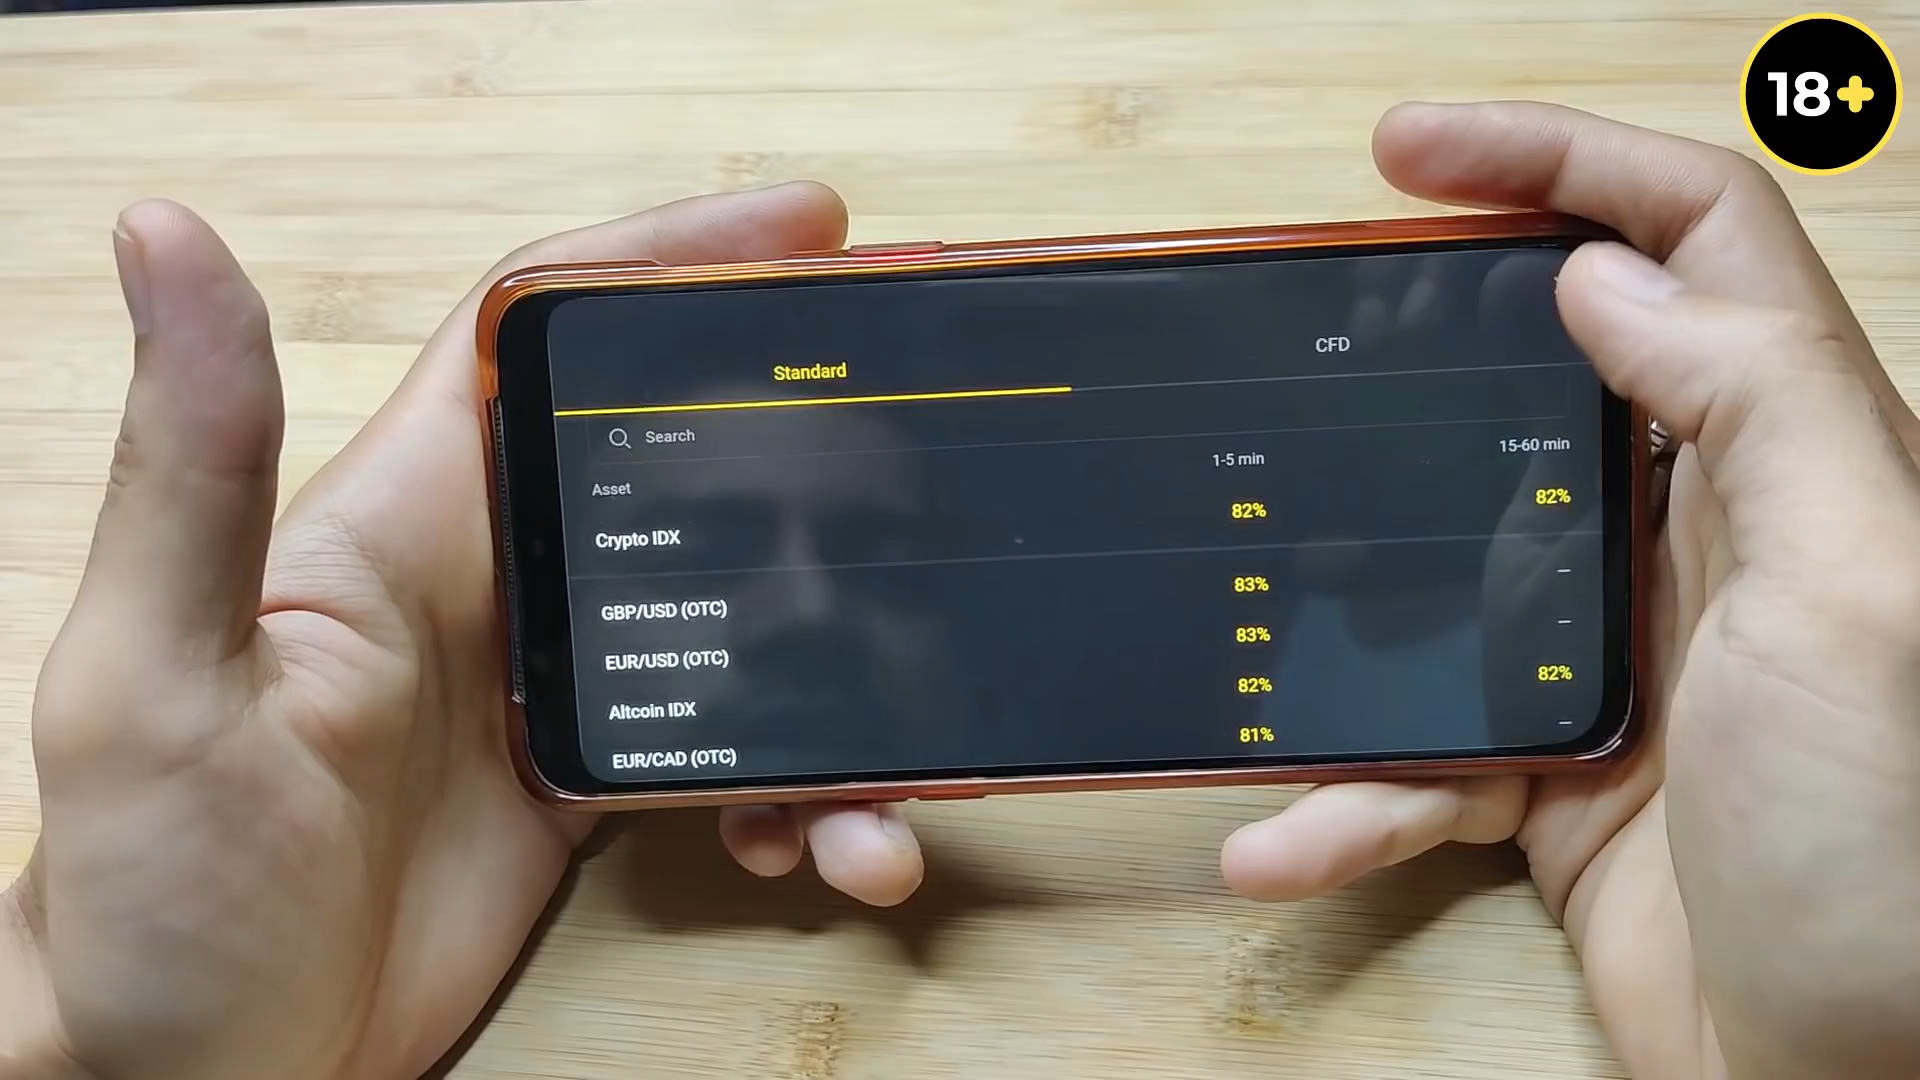 18+
Standard
CFD
Search
Asset
1-5 min
15-60 min
Crypto IDX
82%
82%
GBP/USD (OTC)
83%
–
EUR/USD (OTC)
83%
–
Altcoin IDX
82%
82%
EUR/CAD (OTC)
81%
–